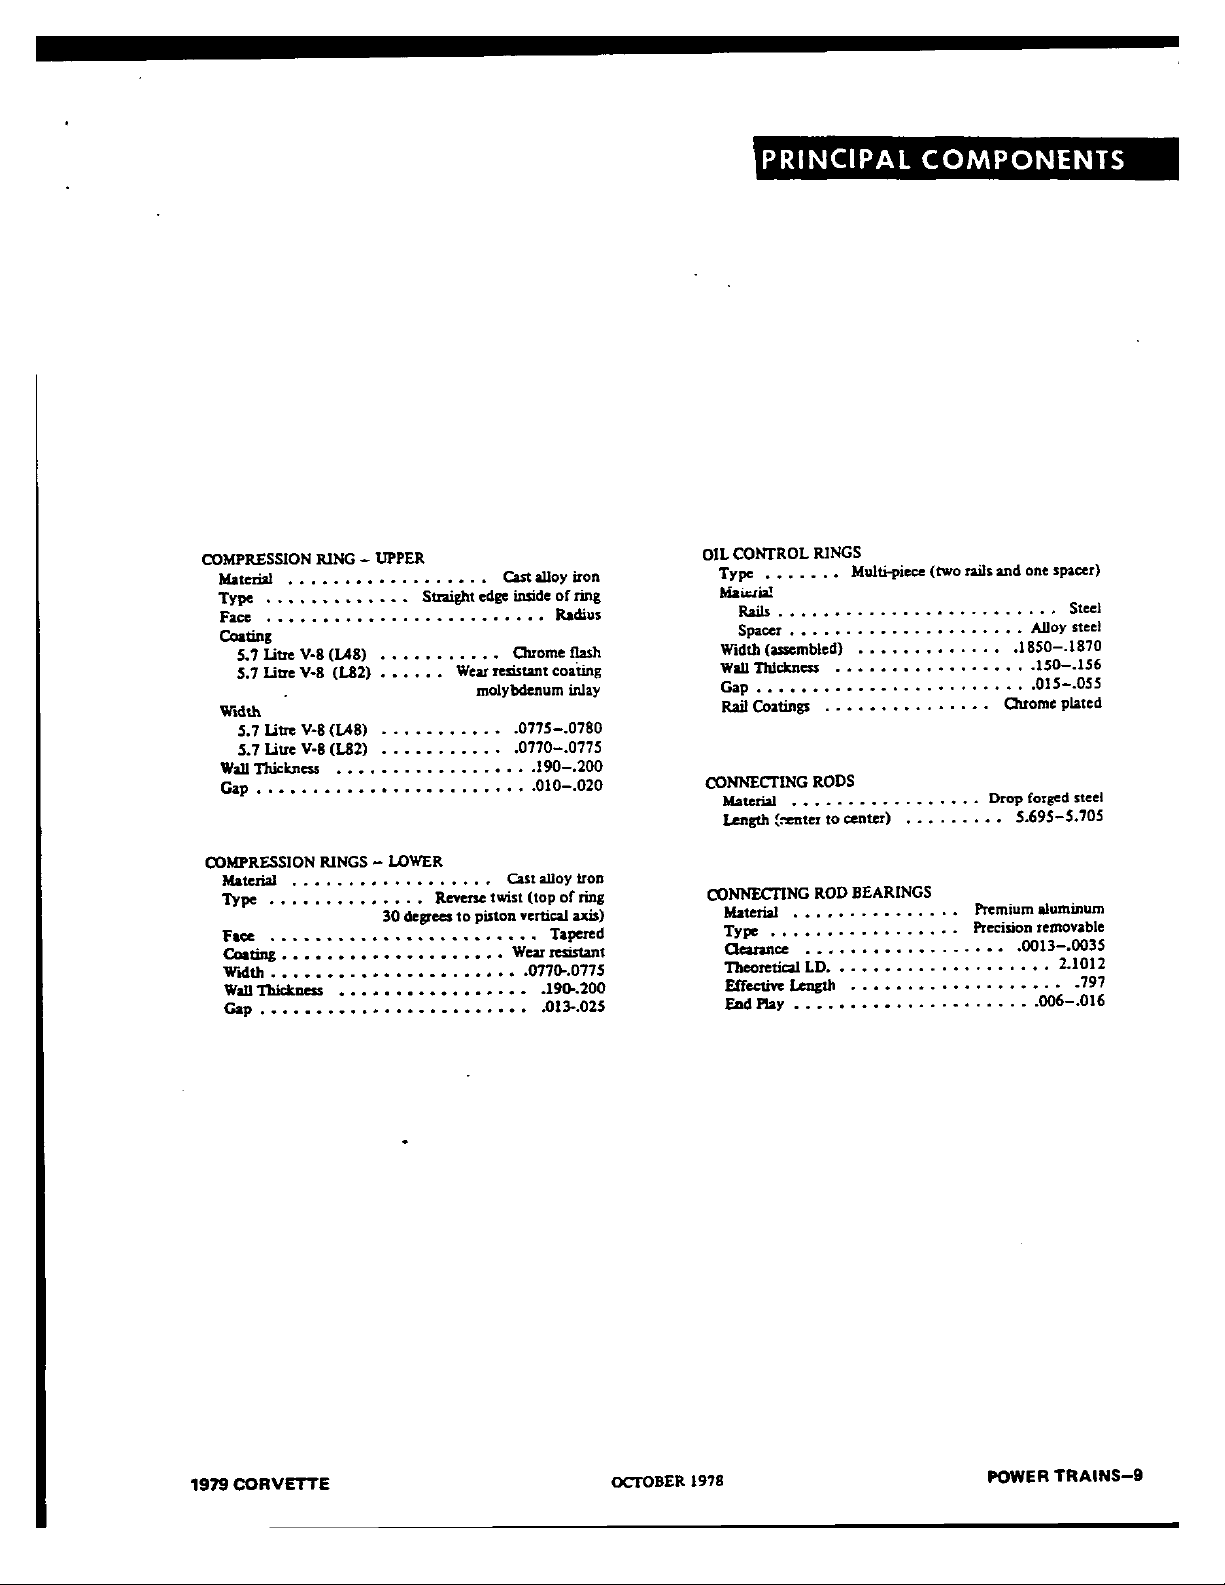 PRINCIPAL COMPONENTS
COMPRESSION RING – UPPER
Material . . . . . . . . . . . . . . . . . . Cast alloy iron
Type . . . . . . . . . . . . . Straight edge inside of ring
Face . . . . . . . . . . . . . . . . . . . . . . . . . Radius
Coating
5.7 Litre V-8 (L48) . . . . . . . . . . . Chrome flash
5.7 Litre V-8 (L82) . . . . . . Wear resistant coating
molybdenum inlay
Width
5.7 Litre V-8 (L48) . . . . . . . . . . . .0775–.0780
5.7 Litre V-8 (L82) . . . . . . . . . . . .0770–.0775
Wall Thickness . . . . . . . . . . . . . . . . . .190–.200
Gap . . . . . . . . . . . . . . . . . . . . . . . . .010–.020
COMPRESSION RINGS – LOWER
Material . . . . . . . . . . . . . . . . . . Cast alloy iron
Type . . . . . . . . . . . . . . Reverse twist (top of ring
30 degrees to piston vertical axis)
Face . . . . . . . . . . . . . . . . . . . . . . . . Tapered
Coating . . . . . . . . . . . . . . . . . . . . Wear resistant
Width . . . . . . . . . . . . . . . . . . . . . . .0770-.0775
Wall Thickness . . . . . . . . . . . . . . . . . .190-.200
Gap . . . . . . . . . . . . . . . . . . . . . . . . .013-.025
OIL CONTROL RINGS
Type . . . . . . . Multi-piece (two rails and one spacer)
Material
Rails . . . . . . . . . . . . . . . . . . . . . . . . . Steel
Spacer . . . . . . . . . . . . . . . . . . . . . Alloy steel
Width (assembled) . . . . . . . . . . . . . .1850–.1870
Wall Thickness . . . . . . . . . . . . . . . . . .150–.156
Gap . . . . . . . . . . . . . . . . . . . . . . . . .015–.055
Rail Coatings . . . . . . . . . . . . . . . Chrome plated
CONNECTING RODS
Material . . . . . . . . . . . . . . . . . Drop forged steel
Length (center to center) . . . . . . . . . 5.695–5.705
CONNECTING ROD BEARINGS
Material . . . . . . . . . . . . . . . Premium aluminum
Type . . . . . . . . . . . . . . . . . Precision removable
Clearance . . . . . . . . . . . . . . . . . . .0013–.0035
Theoretical I.D. . . . . . . . . . . . . . . . . . . . . 2.1012
Effective Length . . . . . . . . . . . . . . . . . . . .797
End Play . . . . . . . . . . . . . . . . . . . . . . .006–.016
1979 CORVETTE
OCTOBER 1978
POWER TRAINS–9